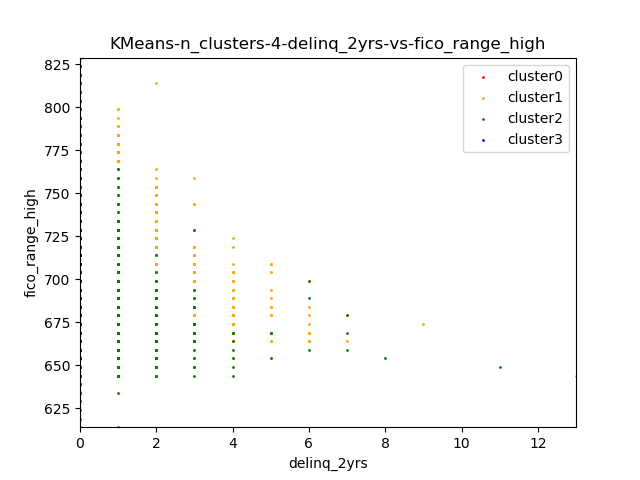 KMeans-n_clusters-4-delinq_2yrs-vs-fico_range_high
cluster0
cluster1
cluster2
cluster3
fico_range_high
825
800
775
750
725
700
675
650
625
0 2 4 6 8 10 12
delinq_2yrs